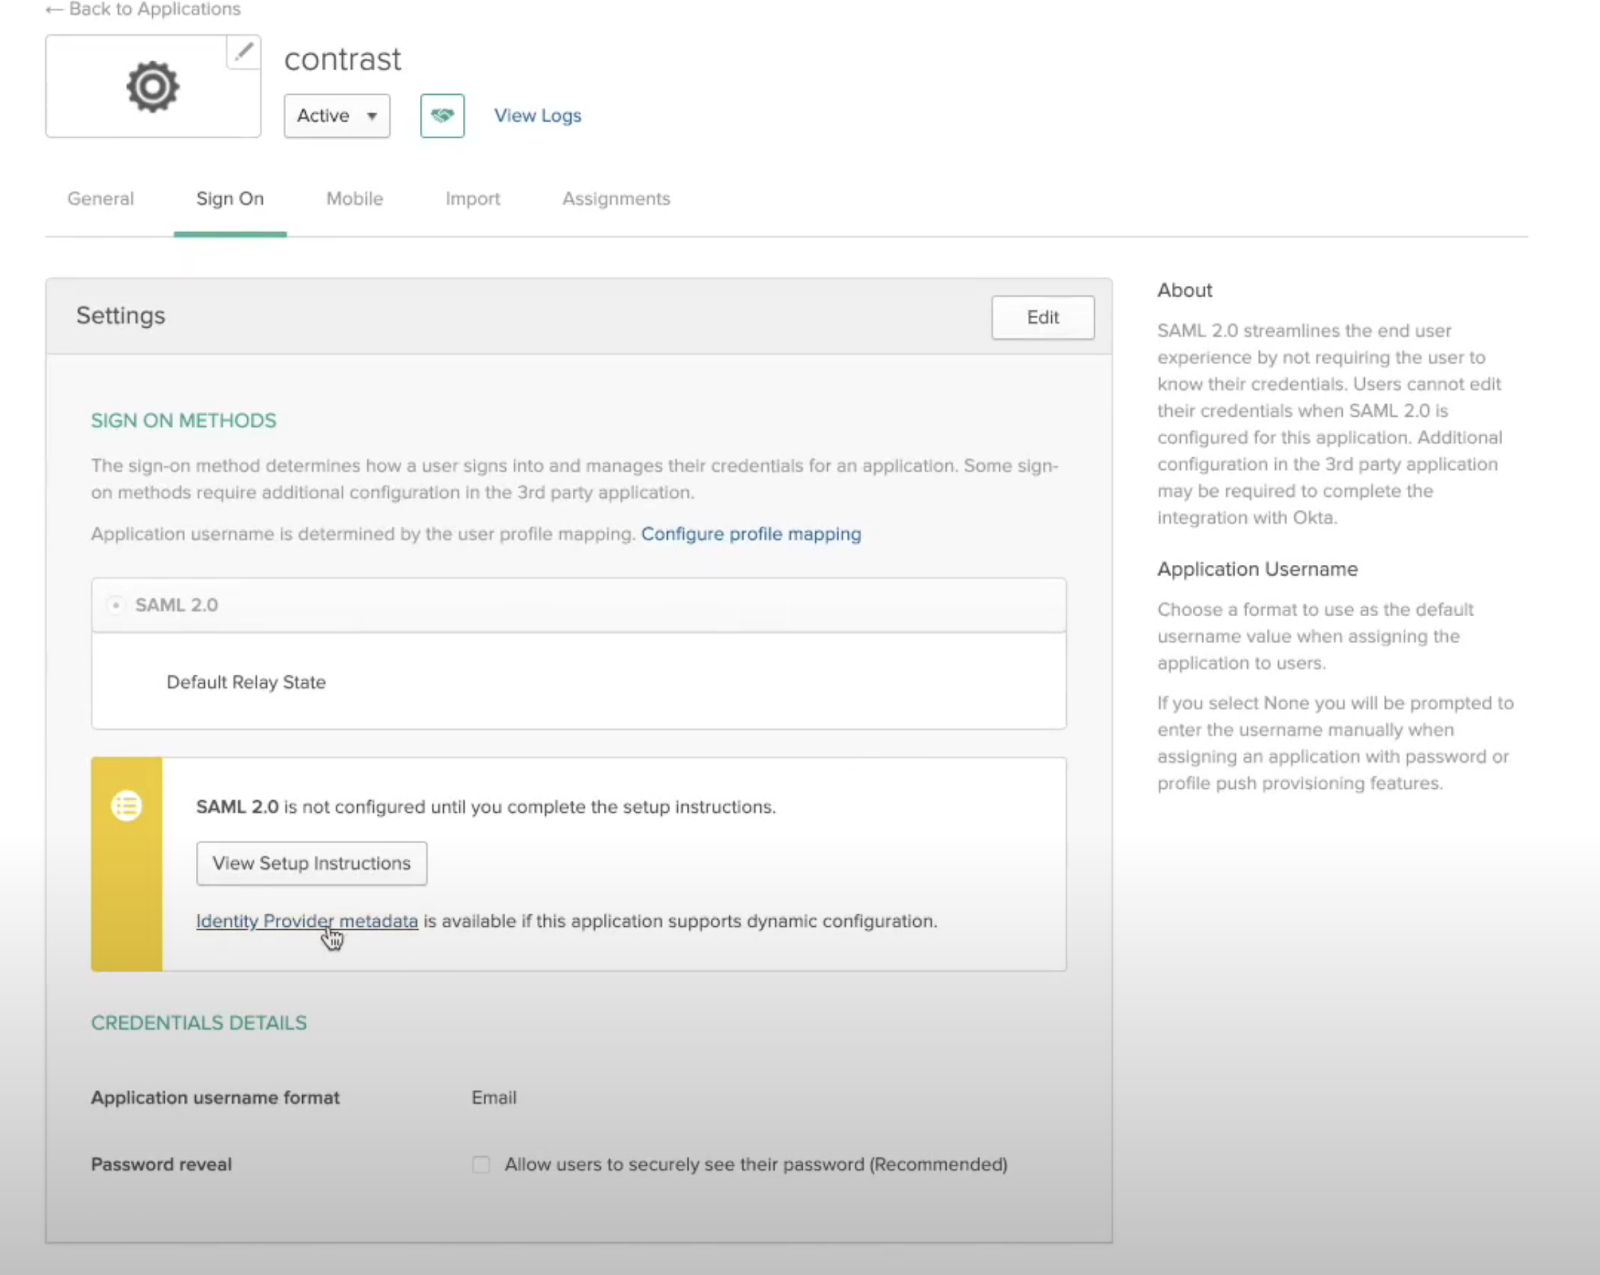 ← Back to Applications
contrast
Active
View Logs
General
Sign On
Mobile
Import
Assignments
Settings
Edit
SIGN ON METHODS
The sign-on method determines how a user signs into and manages their credentials for an application. Some sign-
on methods require additional configuration in the 3rd party application.
Application username is determined by the user profile mapping. Configure profile mapping
SAML 2.0
Default Relay State
SAML 2.0 is not configured until you complete the setup instructions.
View Setup Instructions
Identity Provider metadata is available if this application supports dynamic configuration.
CREDENTIALS DETAILS
Application username format
Email
Password reveal
Allow users to securely see their password (Recommended)
About
SAML 2.0 streamlines the end user
experience by not requiring the user to
know their credentials. Users cannot edit
their credentials when SAML 2.0 is
configured for this application. Additional
configuration in the 3rd party application
may be required to complete the
integration with Okta.
Application Username
Choose a format to use as the default
username value when assigning the
application to users.
If you select None you will be prompted to
enter the username manually when
assigning an application with password or
profile push provisioning features.